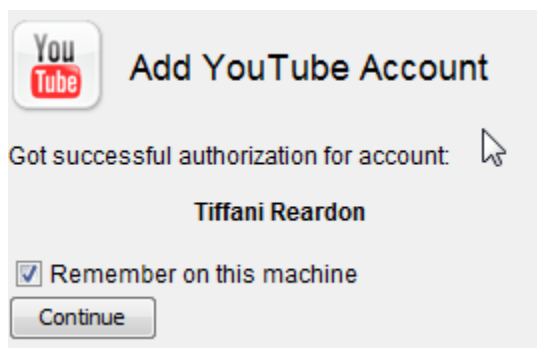 You
Tube
Add YouTube Account
Got successful authorization for account:
Tiffani Reardon
Remember on this machine
Continue